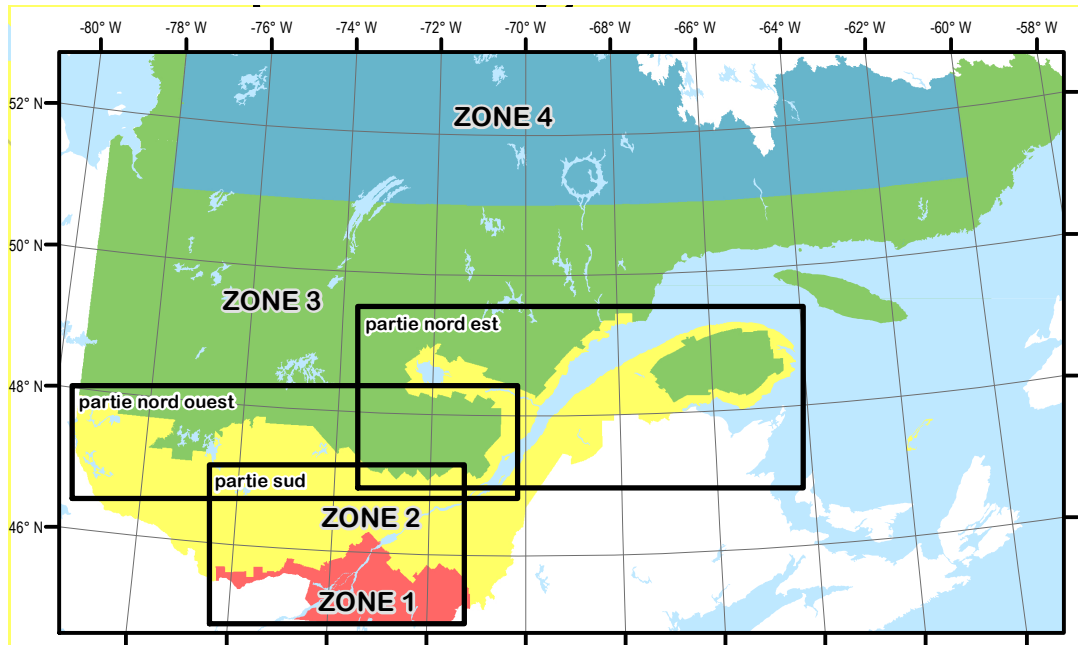 -80° W -78° W -76° W -74° W -72° W -70° W -68° W -66° W -64° W -62° W -60° W -58° W
52° N
ZONE 4
50° N
ZONE 3
partie nord est
48° N
partie nord ouest
partie sud
ZONE 2
46° N
ZONE 1